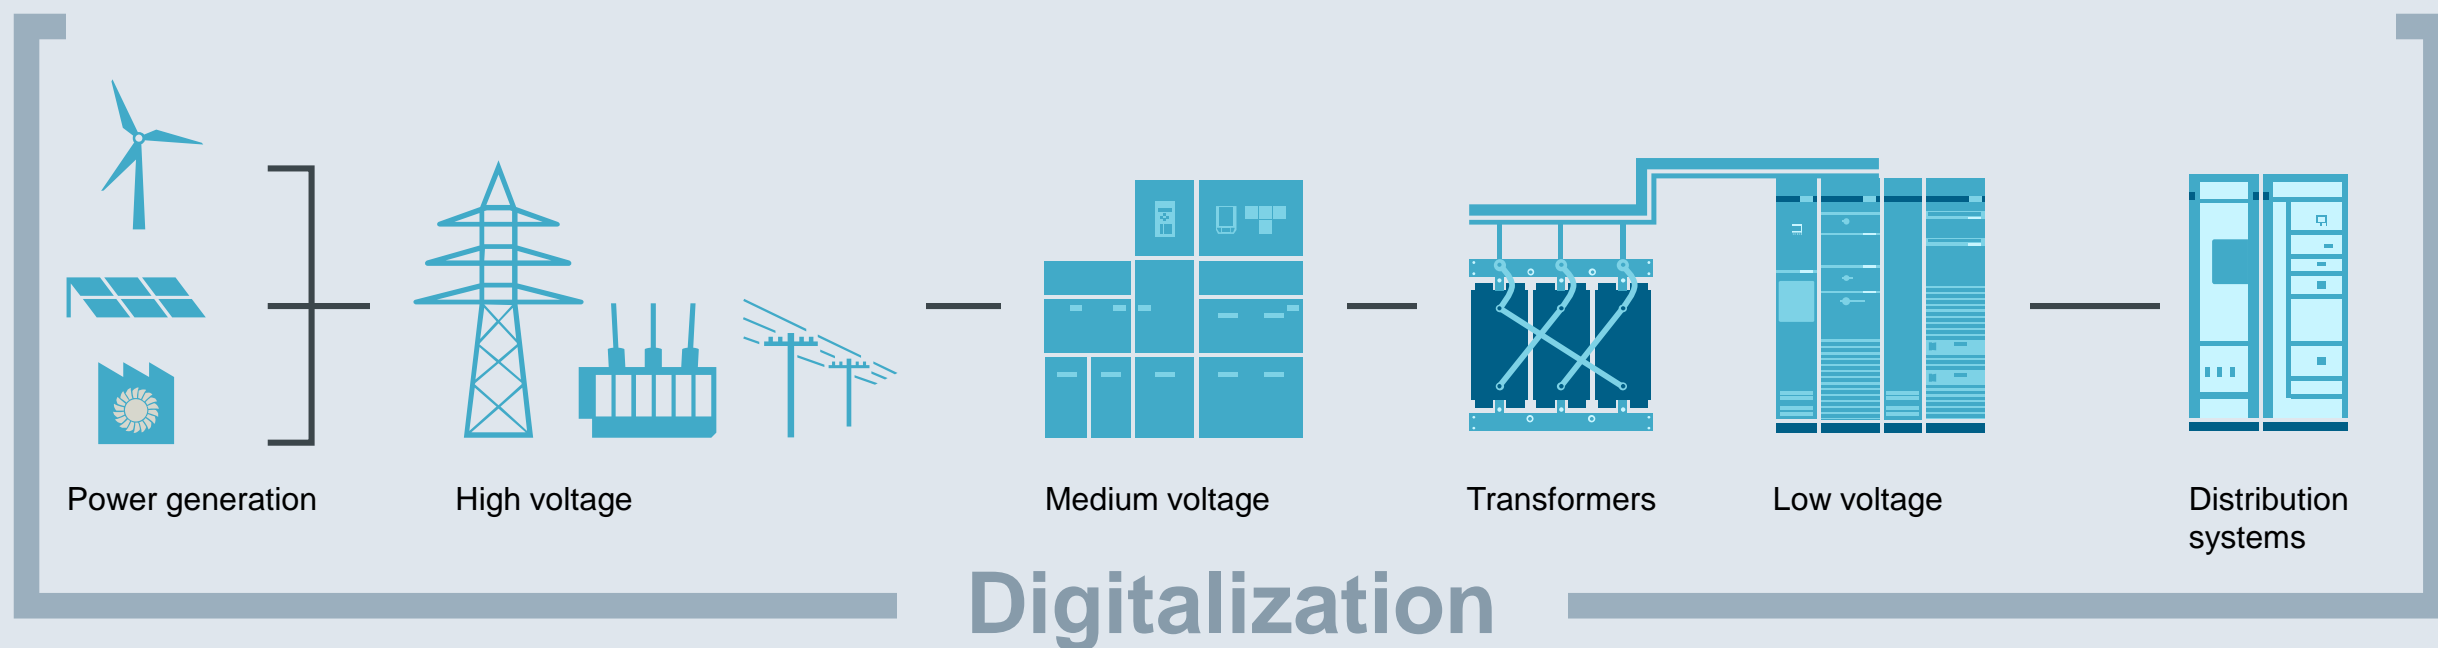 Power generation
High voltage
Medium voltage
Transformers
Low voltage
Distribution
systems
Digitalization